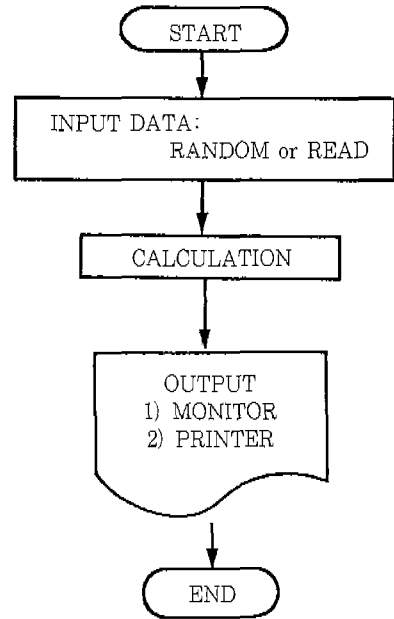 START
INPUT DATA:
RANDOM or READ
CALCULATION
OUTPUT
1) MONITOR
2) PRINTER
END